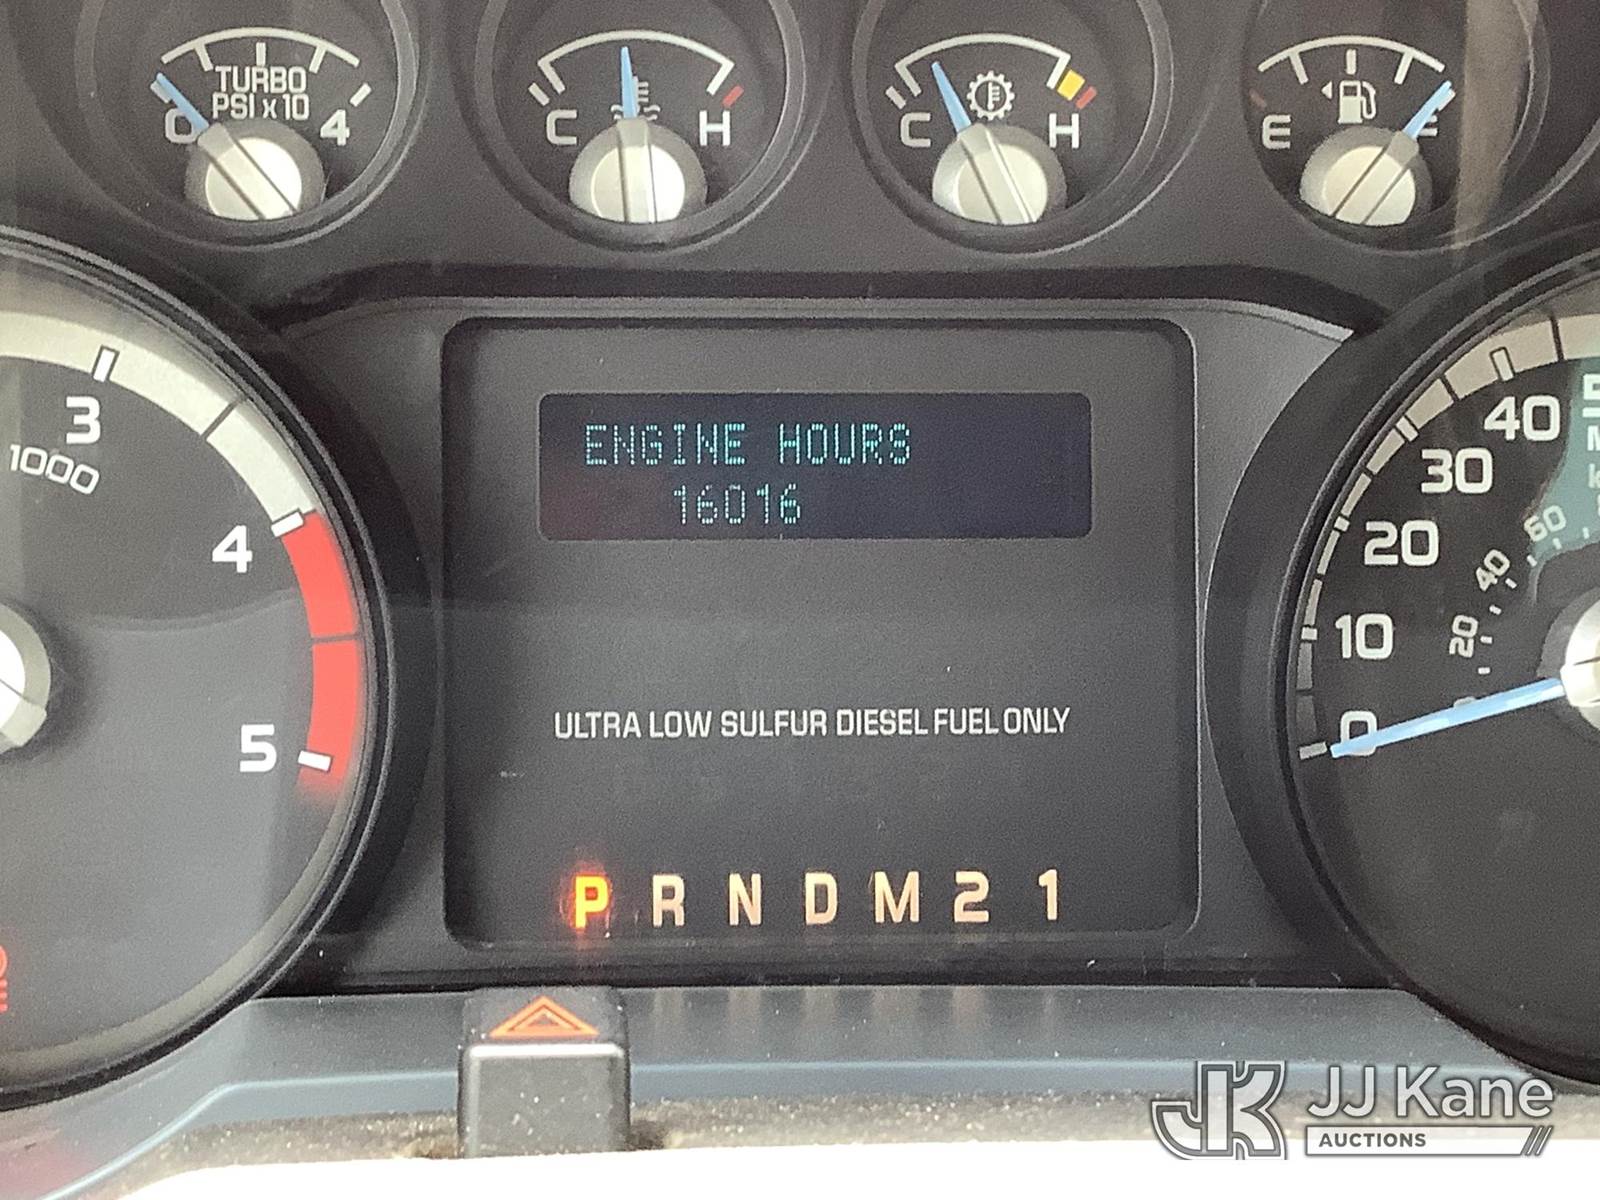 TURBO
PSI x 10
0 4
C H
C H
E F
3
1000
4
5
ENGINE HOURS
16016
ULTRA LOW SULFUR DIESEL FUEL ONLY
P R N D M 2 1
40
30
20
10
0
60
40
20
0
JJ Kane
AUCTIONS